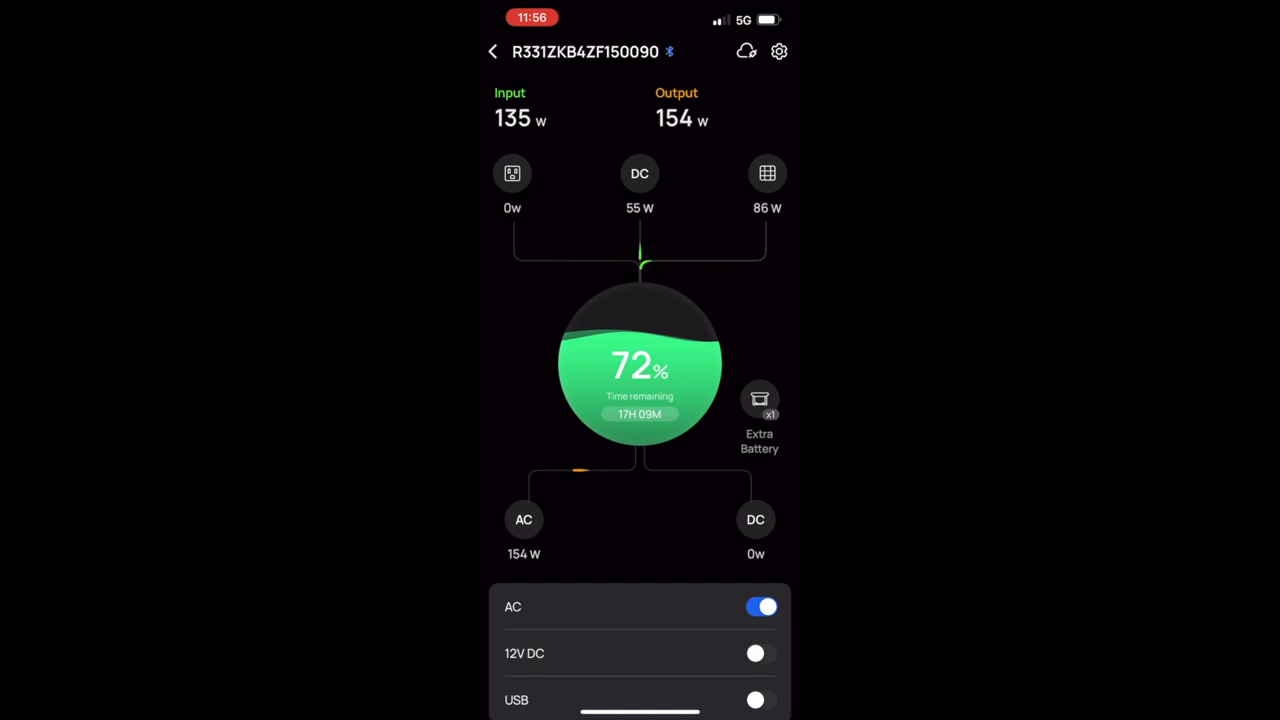 11:56
5G
R331ZKB4ZF150090
Input
Output
135 W
154 W
DC
0w
55 W
86 W
72%
Time remaining
17H 09M
x1
Extra
Battery
AC
DC
154 W
0w
AC
12V DC
USB